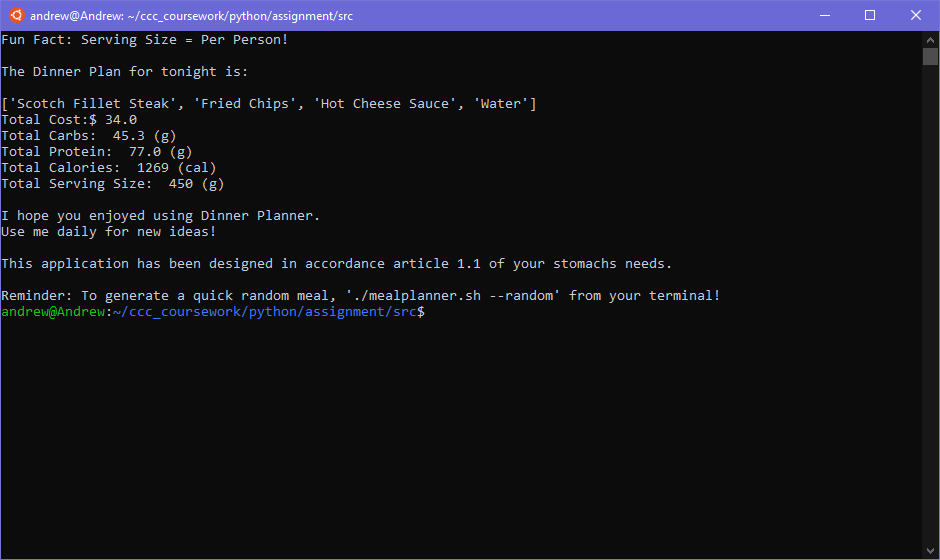 andrew@Andrew: ~/ccc_coursework/python/assignment/src
Fun Fact: Serving Size = Per Person!
The Dinner Plan for tonight is:
['Scotch Fillet Steak', 'Fried Chips', 'Hot Cheese Sauce', 'Water']
Total Cost:$ 34.0
Total Carbs:  45.3 (g)
Total Protein:  77.0 (g)
Total Calories:  1269 (cal)
Total Serving Size:  450 (g)
I hope you enjoyed using Dinner Planner.
Use me daily for new ideas!
This application has been designed in accordance article 1.1 of your stomachs needs.
Reminder: To generate a quick random meal, './mealplanner.sh --random' from your terminal!
andrew@Andrew:~/ccc_coursework/python/assignment/src$